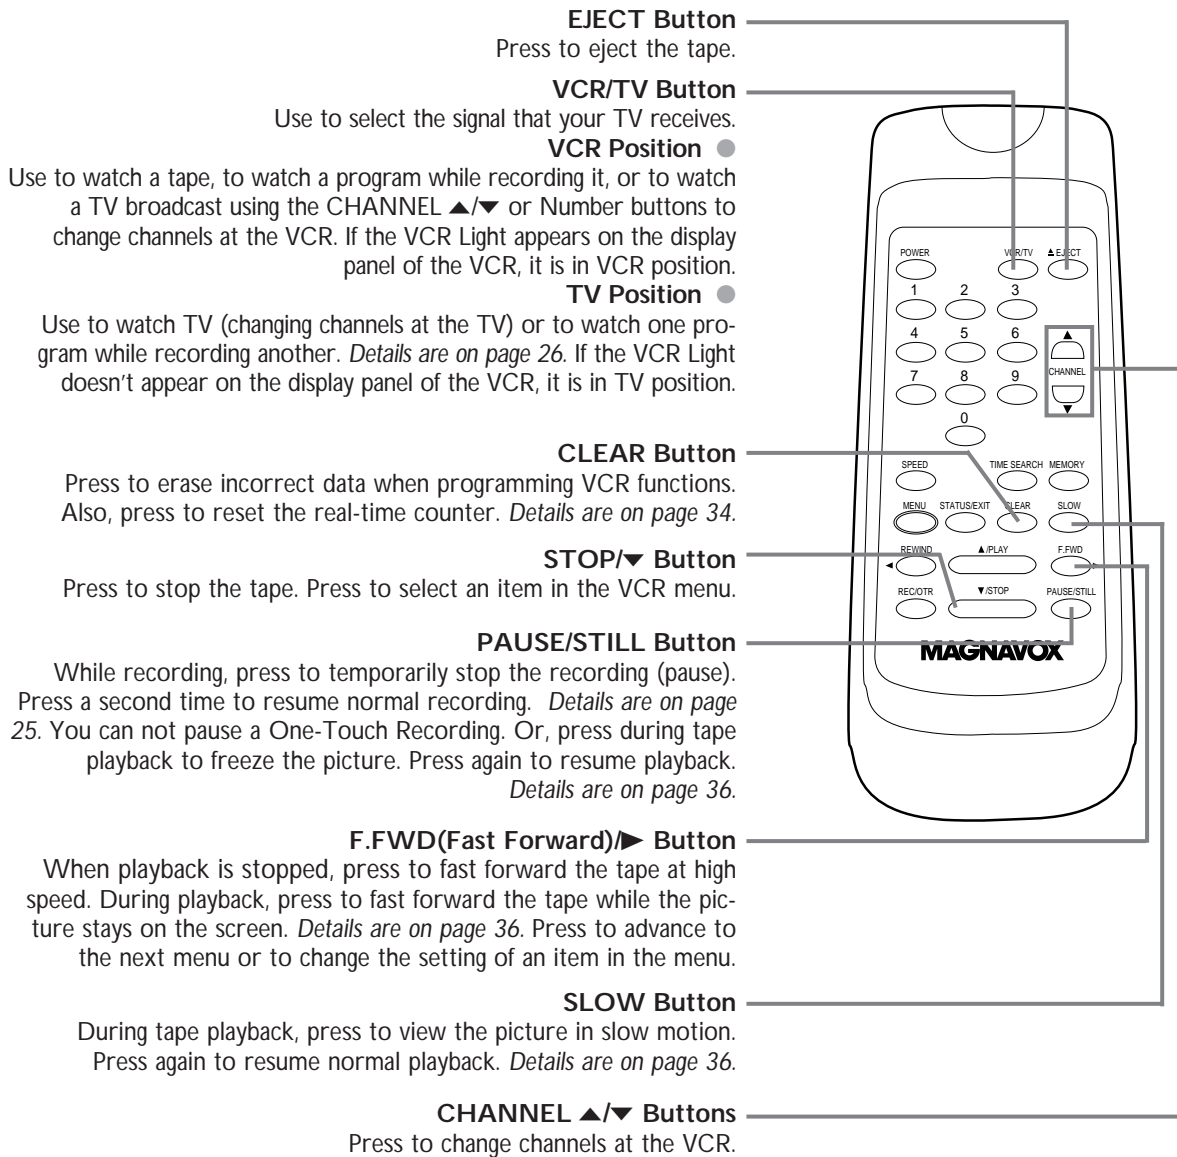 EJECT Button
Press to eject the tape.
VCR/TV Button
Use to select the signal that your TV receives.
VCR Position ●
Use to watch a tape, to watch a program while recording it, or to watch
a TV broadcast using the CHANNEL ▲/▼ or Number buttons to
change channels at the VCR. If the VCR Light appears on the display
panel of the VCR, it is in VCR position.
TV Position ●
Use to watch TV (changing channels at the TV) or to watch one pro-
gram while recording another. Details are on page 26. If the VCR Light
doesn't appear on the display panel of the VCR, it is in TV position.
CLEAR Button
Press to erase incorrect data when programming VCR functions.
Also, press to reset the real-time counter. Details are on page 34.
STOP/▼ Button
Press to stop the tape. Press to select an item in the VCR menu.
PAUSE/STILL Button
While recording, press to temporarily stop the recording (pause).
Press a second time to resume normal recording. Details are on page
25. You can not pause a One-Touch Recording. Or, press during tape
playback to freeze the picture. Press again to resume playback.
Details are on page 36.
F.FWD(Fast Forward)/▶ Button
When playback is stopped, press to fast forward the tape at high
speed. During playback, press to fast forward the tape while the pic-
ture stays on the screen. Details are on page 36. Press to advance to
the next menu or to change the setting of an item in the menu.
SLOW Button
During tape playback, press to view the picture in slow motion.
Press again to resume normal playback. Details are on page 36.
CHANNEL ▲/▼ Buttons
Press to change channels at the VCR.
POWER VCR/TV ▲ EJECT
1 2 3
4 5 6 ▲
CHANNEL
7 8 9 ▼
0
SPEED TIME SEARCH MEMORY
MENU STATUS/EXIT CLEAR SLOW
◀ REWIND ▲/PLAY F.FWD ▶
REC/OTR ▼/STOP PAUSE/STILL
MAGNAVOX